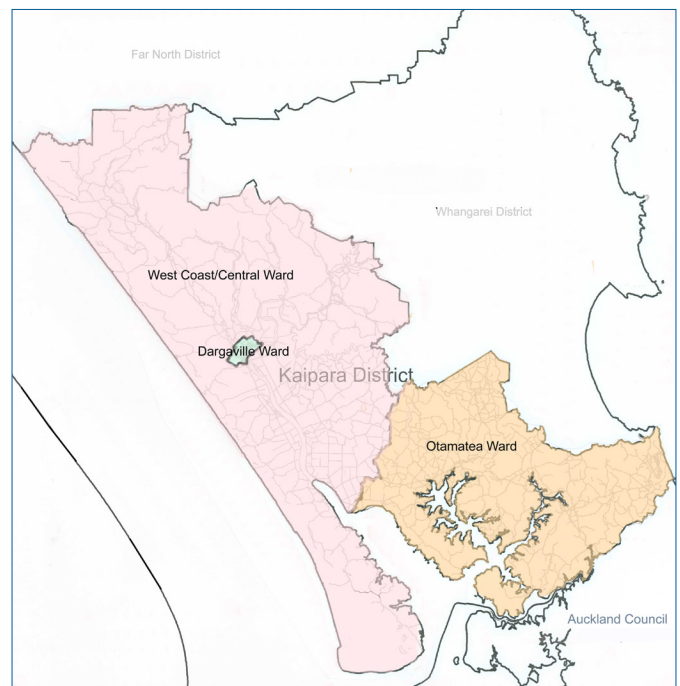 Far North District
Whangarei District
West Coast/Central Ward
Dargaville Ward
Kaipara District
Otamatea Ward
Auckland Council